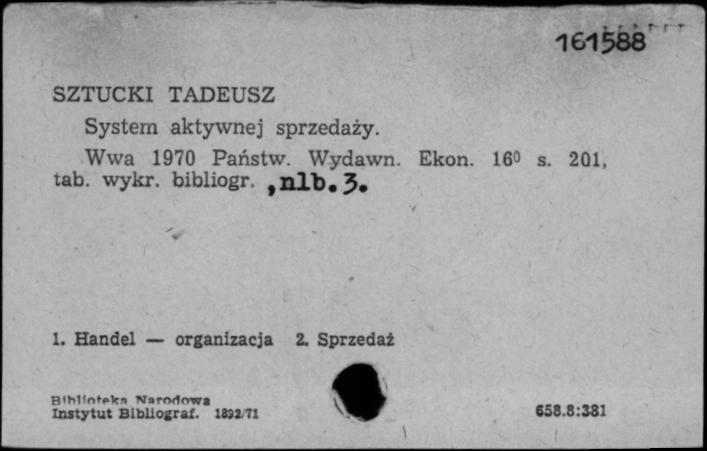 161588
SZTUCKI TADEUSZ
System aktywnej sprzedaży.
Wwa 1970 Państw. Wydawn. Ekon. 16⁰ s. 201,
tab. wykr. bibliogr. ,nlb.3.
1. Handel — organizacja 2. Sprzedaż
Biblioteka Narodowa
Instytut Bibliograf. 1892/71
658.8:381